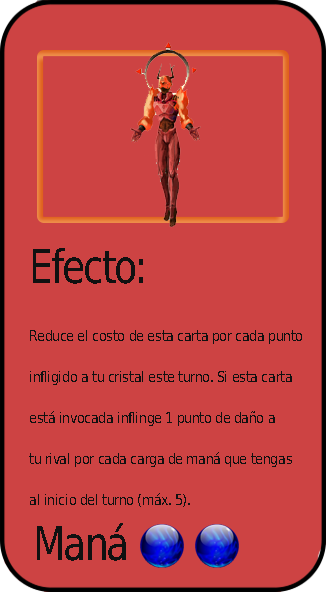 Efecto:
Reduce el costo de esta carta por cada punto
infligido a tu cristal este turno. Si esta carta
está invocada inflinge 1 punto de daño a
tu rival por cada carga de maná que tengas
al inicio del turno (máx. 5).
Maná